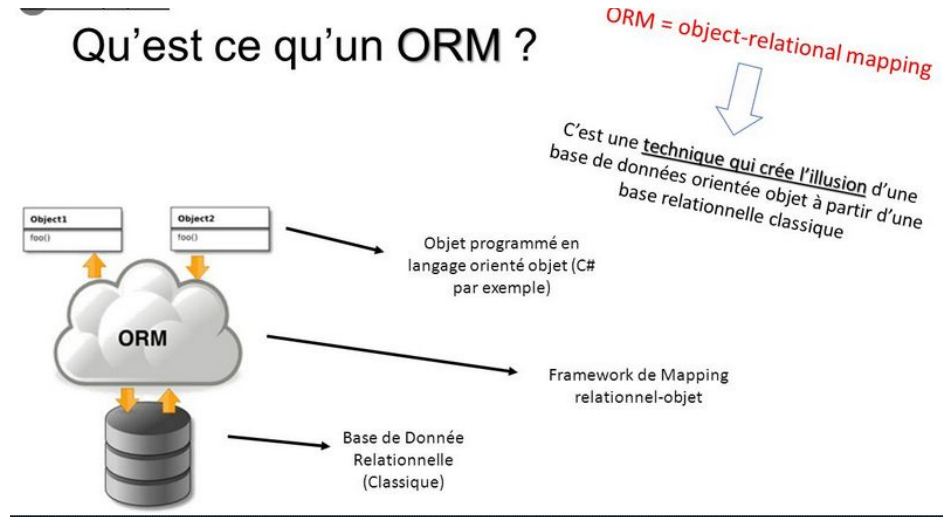 Qu'est ce qu'un ORM ?
ORM = object-relational mapping
C'est une technique qui crée l'illusion d'une
base de données orientée objet à partir d'une
base relationnelle classique
Object1
foo()
Object2
foo()
Objet programmé en
langage orienté objet (C#
par exemple)
ORM
Framework de Mapping
relationnel-objet
Base de Donnée
Relationnelle
(Classique)